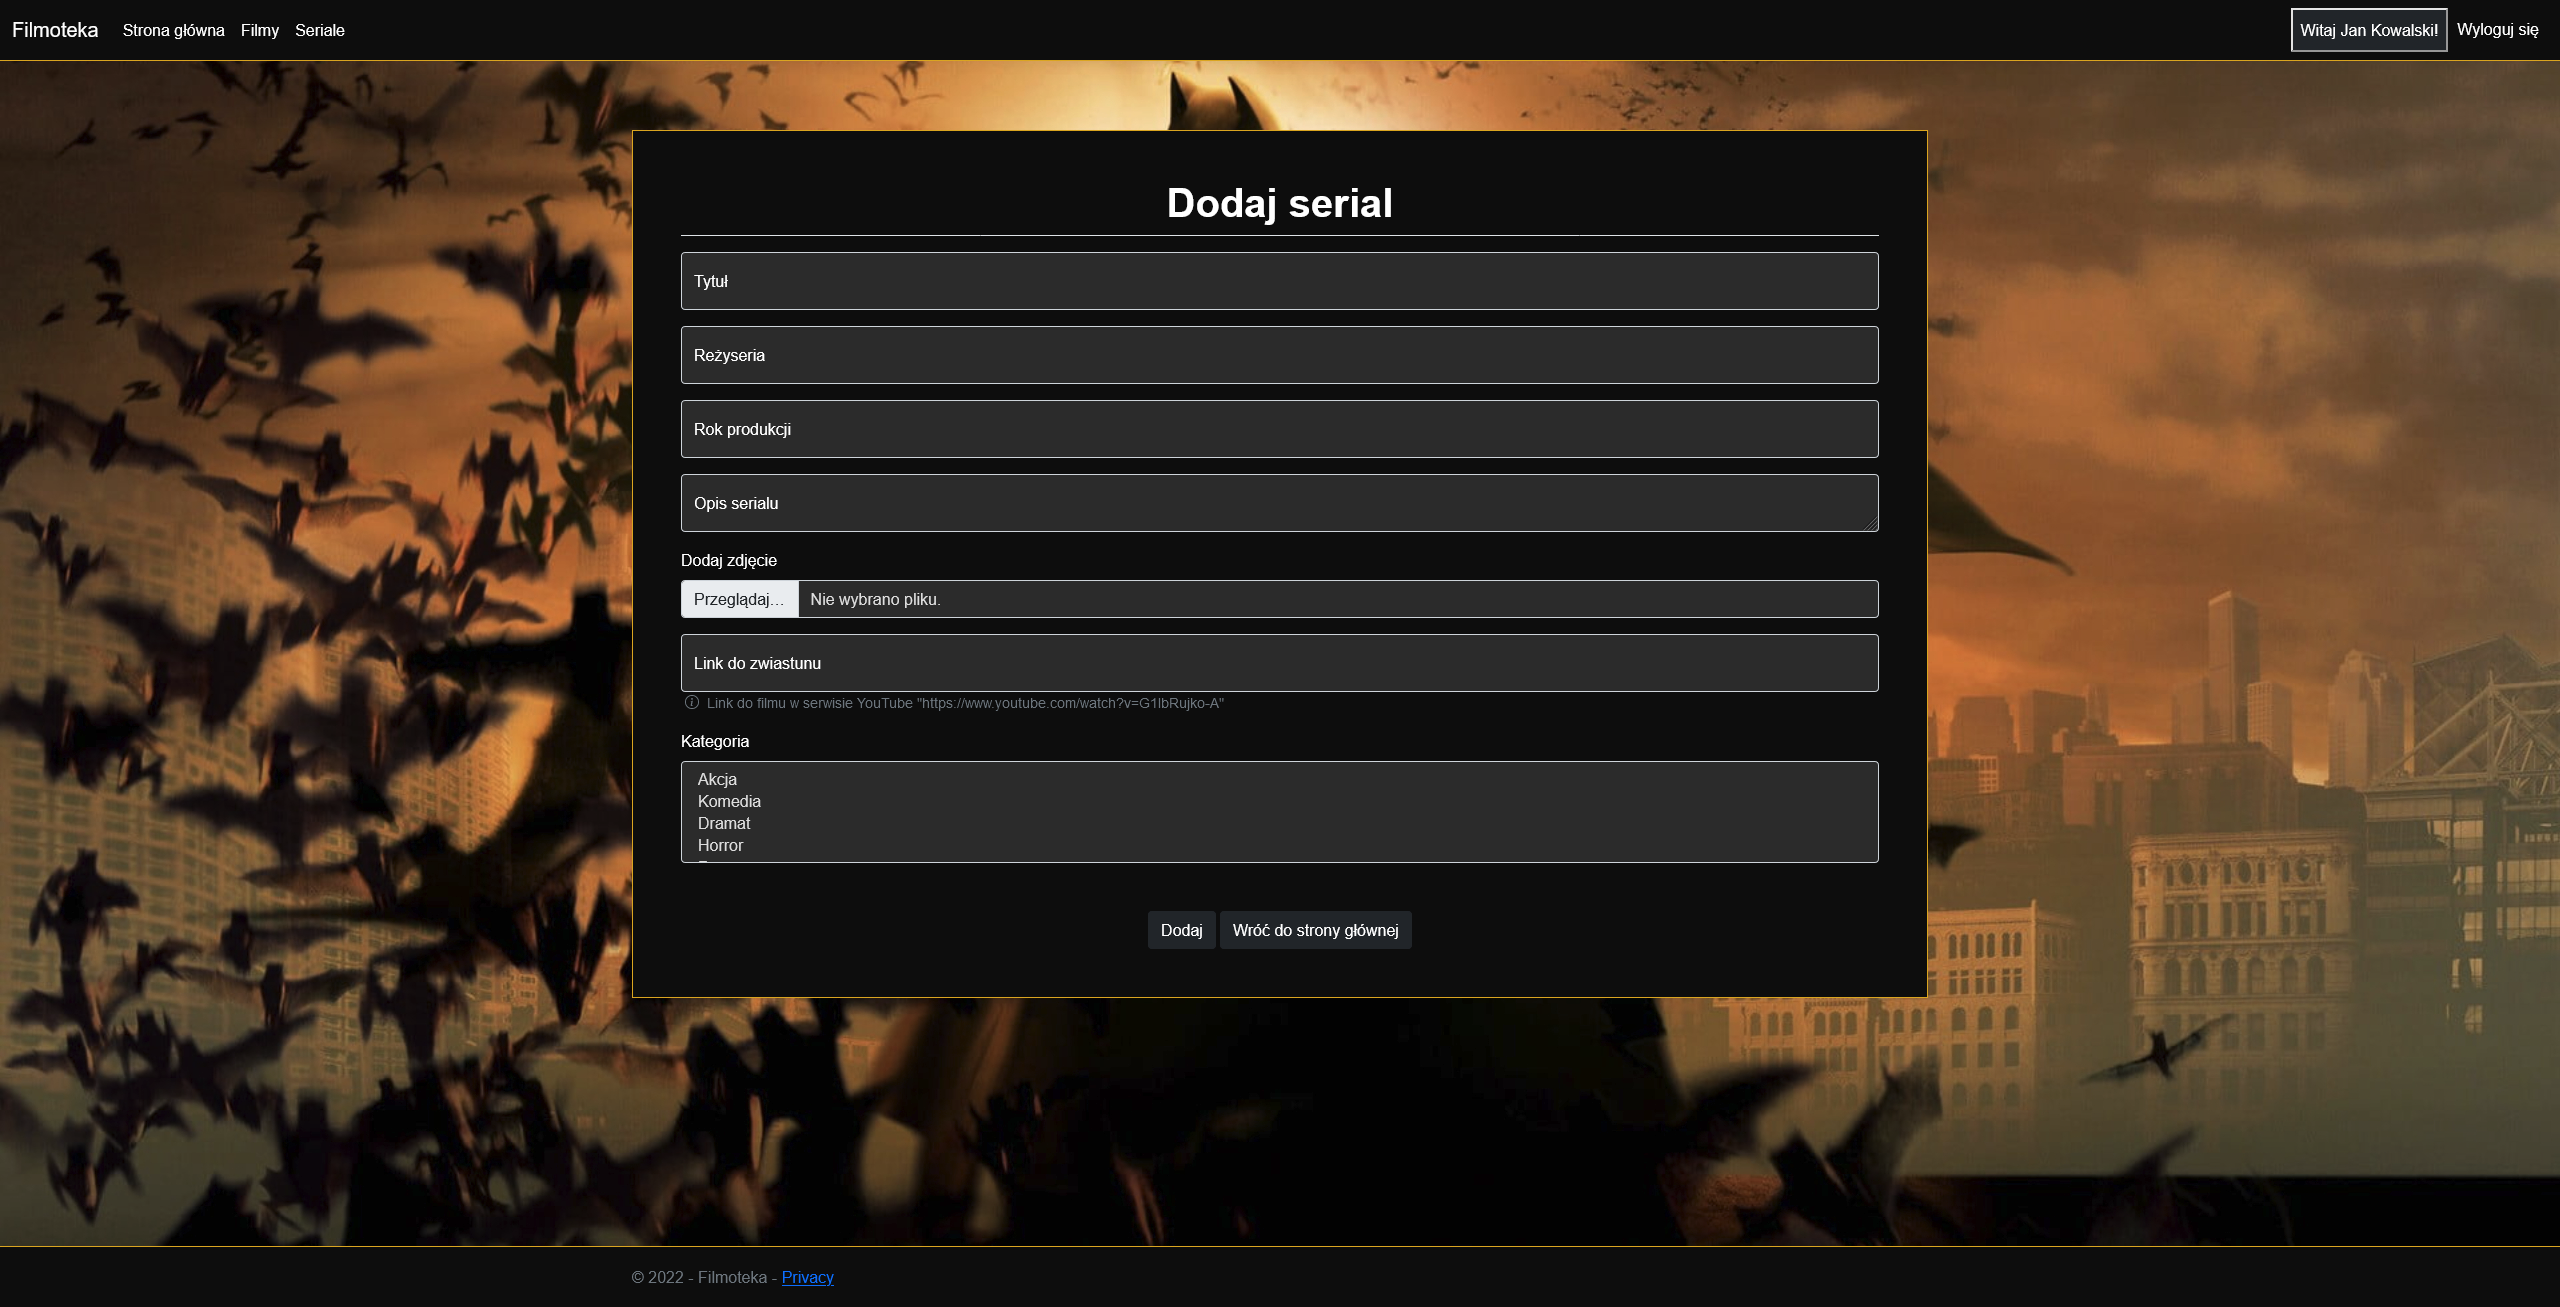 Filmoteka Strona główna Filmy Seriale Witaj Jan Kowalski! Wyloguj się
Dodaj serial
Tytuł
Reżyseria
Rok produkcji
Opis serialu
Dodaj zdjęcie
Przeglądaj... Nie wybrano pliku.
Link do zwiastunu
Link do filmu w serwisie YouTube "https://www.youtube.com/watch?v=G1IbRujko-A"
Kategoria
Akcja
Komedia
Dramat
Horror
Dodaj Wróć do strony głównej
© 2022 - Filmoteka - Privacy